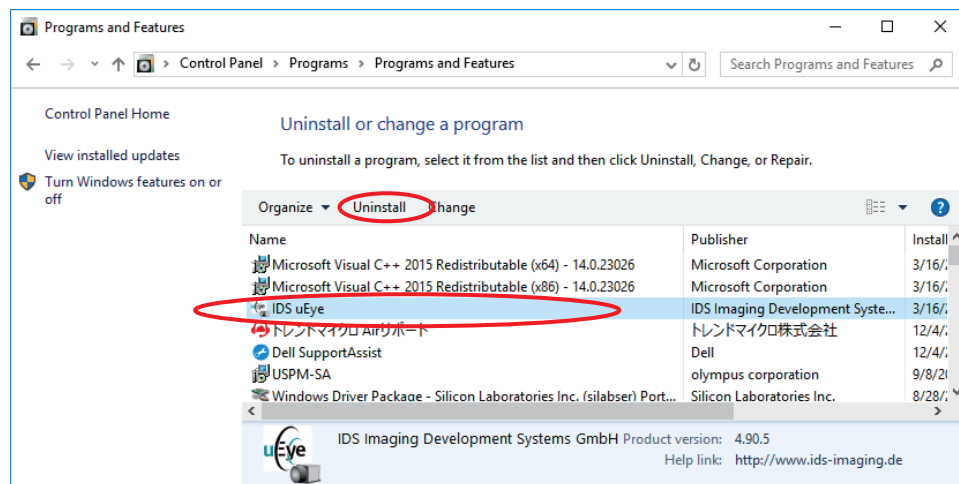 Programs and Features
Control Panel > Programs > Programs and Features
Search Programs and Features
Control Panel Home
View installed updates
Turn Windows features on or
off
Uninstall or change a program
To uninstall a program, select it from the list and then click Uninstall, Change, or Repair.
Organize Uninstall Change
Name Publisher Install
Microsoft Visual C++ 2015 Redistributable (x64) - 14.0.23026 Microsoft Corporation 3/16/
Microsoft Visual C++ 2015 Redistributable (x86) - 14.0.23026 Microsoft Corporation 3/16/
IDS uEye IDS Imaging Development Syste... 3/16/
トレンドマイクロ Airサポート トレンドマイクロ株式会社 12/4/
Dell SupportAssist Dell 12/4/
USPM-SA olympus corporation 9/8/20
Windows Driver Package - Silicon Laboratories Inc. (silabser) Port... Silicon Laboratories Inc. 8/28/
uEye
IDS Imaging Development Systems GmbH Product version: 4.90.5
Help link: http://www.ids-imaging.de